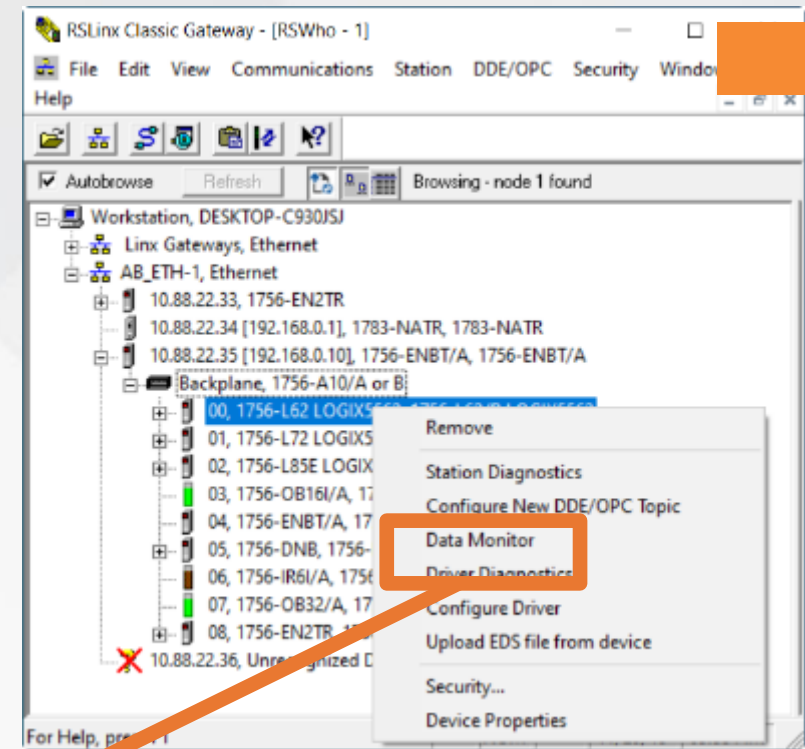 RSLinx Classic Gateway - [RSWho - 1]
File Edit View Communications Station DDE/OPC Security
Help
Autobrowse Refresh Browsing - node 1 found
Workstation, DESKTOP-C930JSJ
Linx Gateways, Ethernet
AB_ETH-1, Ethernet
10.88.22.33, 1756-EN2TR
10.88.22.34 [192.168.0.1], 1783-NATR, 1783-NATR
10.88.22.35 [192.168.0.10], 1756-ENBT/A, 1756-ENBT/A
Backplane, 1756-A10/A or B
00, 1756-L62
01, 1756-L72
02, 1756-L85E
03, 1756-OB16I/A,
04, 1756-ENBT/A,
05, 1756-DNB,
06, 1756-IR6I/A,
07, 1756-OB32/A,
08, 1756-EN2TR,
10.88.22.36,
Remove
Station Diagnostics
Configure New DDE/OPC Topic
Data Monitor
Driver Diagnostics
Configure Driver
Upload EDS file from device
Security...
Device Properties
For Help,